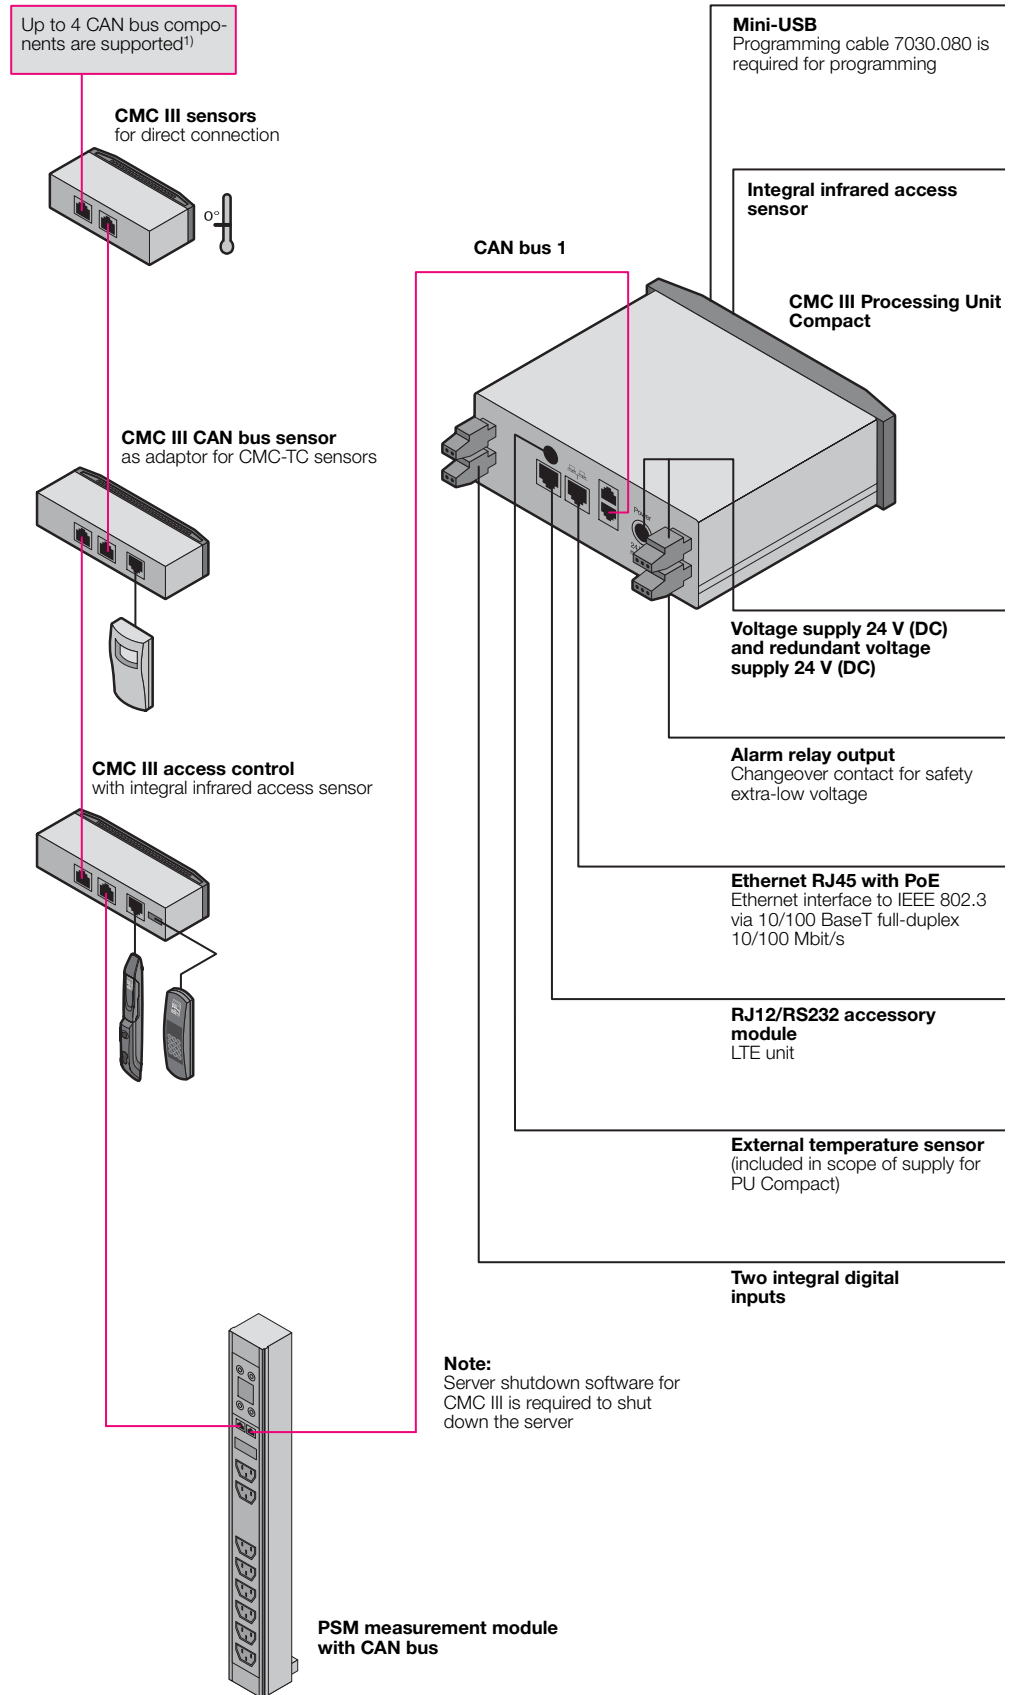 Up to 4 CAN bus compo-
nents are supported1)
CMC III sensors
for direct connection
0°
CMC III CAN bus sensor
as adaptor for CMC-TC sensors
CMC III access control
with integral infrared access sensor
CAN bus 1
Mini-USB
Programming cable 7030.080 is
required for programming
Integral infrared access
sensor
CMC III Processing Unit
Compact
Power
24
Voltage supply 24 V (DC)
and redundant voltage
supply 24 V (DC)
Alarm relay output
Changeover contact for safety
extra-low voltage
Ethernet RJ45 with PoE
Ethernet interface to IEEE 802.3
via 10/100 BaseT full-duplex
10/100 Mbit/s
RJ12/RS232 accessory
module
LTE unit
External temperature sensor
(included in scope of supply for
PU Compact)
Two integral digital
inputs
Note:
Server shutdown software for
CMC III is required to shut
down the server
PSM measurement module
with CAN bus